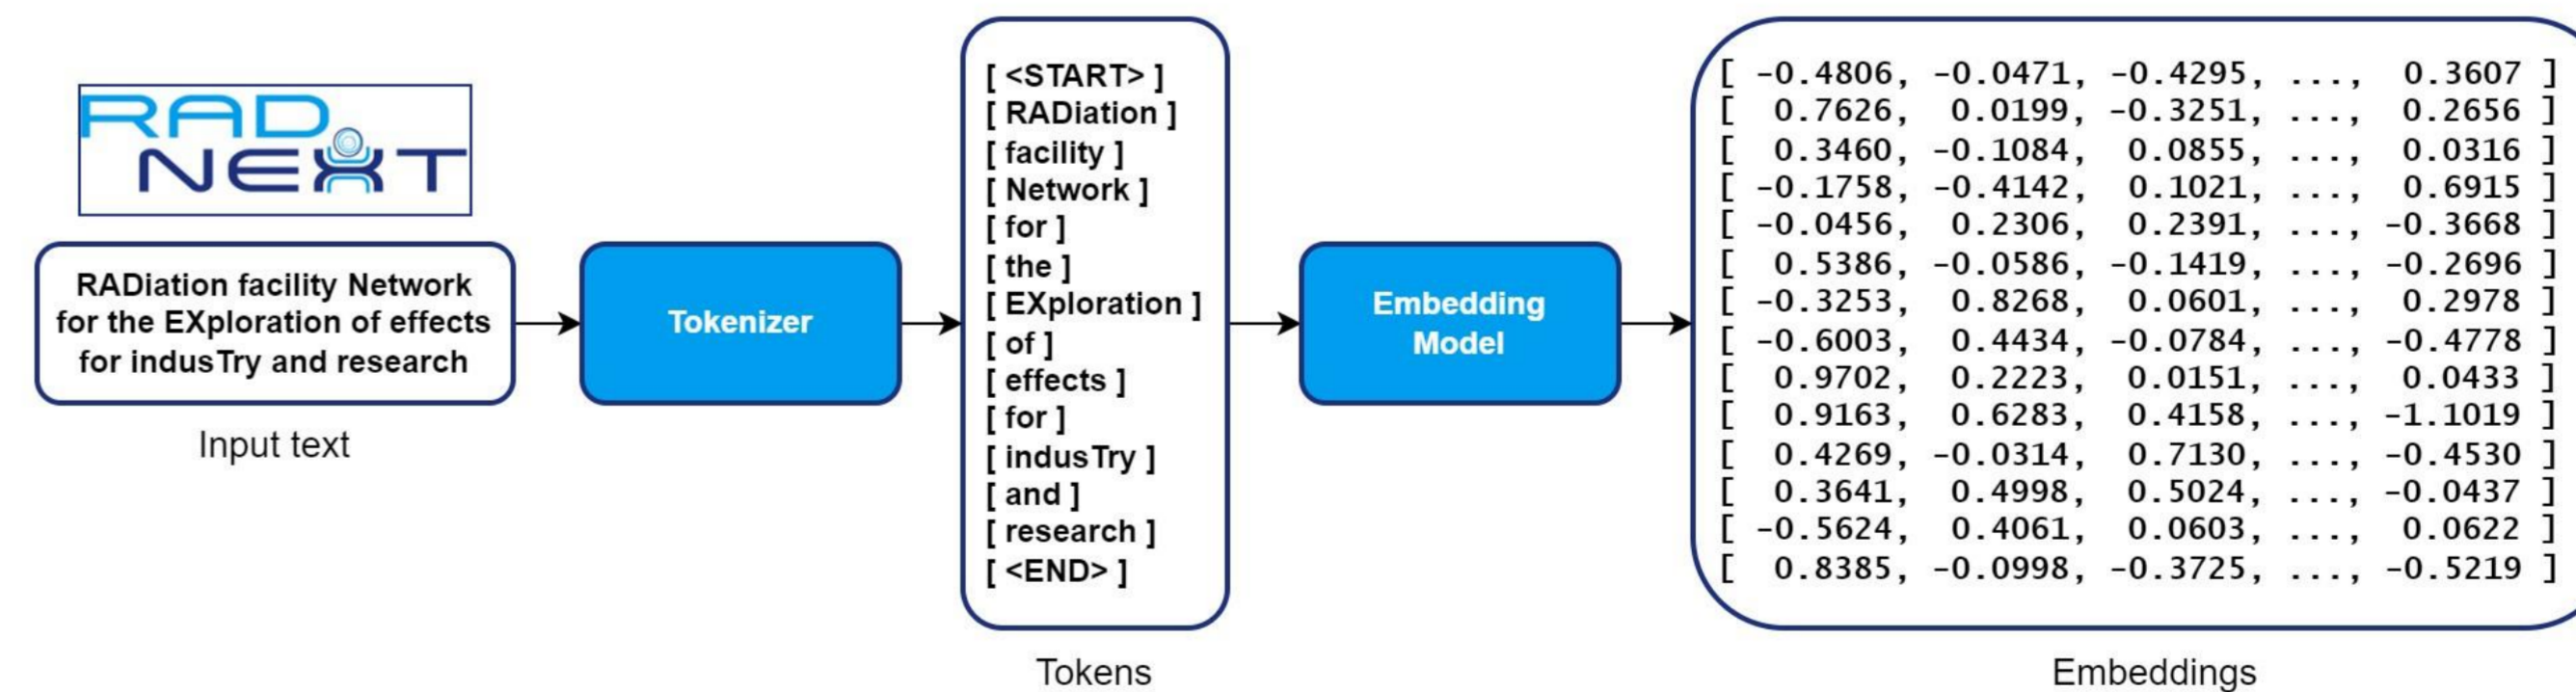 RAD
NEXT
RADiation facility Network
for the EXploration of effects
for indusTry and research
Input text
Tokenizer
[ <START> ]
[ RADiation ]
[ facility ]
[ Network ]
[ for ]
[ the ]
[ EXploration ]
[ of ]
[ effects ]
[ for ]
[ indusTry ]
[ and ]
[ research ]
[ <END> ]
Tokens
Embedding
Model
[ -0.4806, -0.0471, -0.4295, ..., 0.3607 ]
[ 0.7626, 0.0199, -0.3251, ..., 0.2656 ]
[ 0.3460, -0.1084, 0.0855, ..., 0.0316 ]
[ -0.1758, -0.4142, 0.1021, ..., 0.6915 ]
[ -0.0456, 0.2306, 0.2391, ..., -0.3668 ]
[ 0.5386, -0.0586, -0.1419, ..., -0.2696 ]
[ -0.3253, 0.8268, 0.0601, ..., 0.2978 ]
[ -0.6003, 0.4434, -0.0784, ..., -0.4778 ]
[ 0.9702, 0.2223, 0.0151, ..., 0.0433 ]
[ 0.9163, 0.6283, 0.4158, ..., -1.1019 ]
[ 0.4269, -0.0314, 0.7130, ..., -0.4530 ]
[ 0.3641, 0.4998, 0.5024, ..., -0.0437 ]
[ -0.5624, 0.4061, 0.0603, ..., 0.0622 ]
[ 0.8385, -0.0998, -0.3725, ..., -0.5219 ]
Embeddings